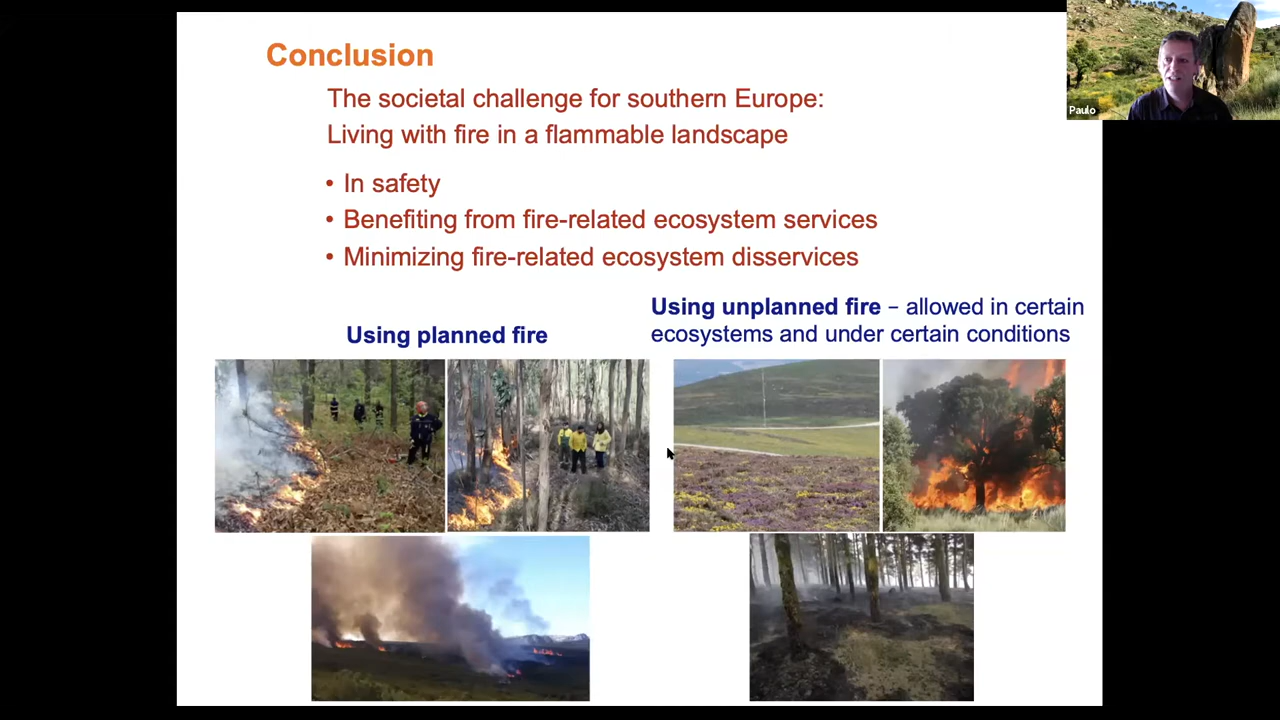 Conclusion
The societal challenge for southern Europe:
Living with fire in a flammable landscape
• In safety
• Benefiting from fire-related ecosystem services
• Minimizing fire-related ecosystem disservices
Using planned fire
Using unplanned fire – allowed in certain
ecosystems and under certain conditions
Paulo